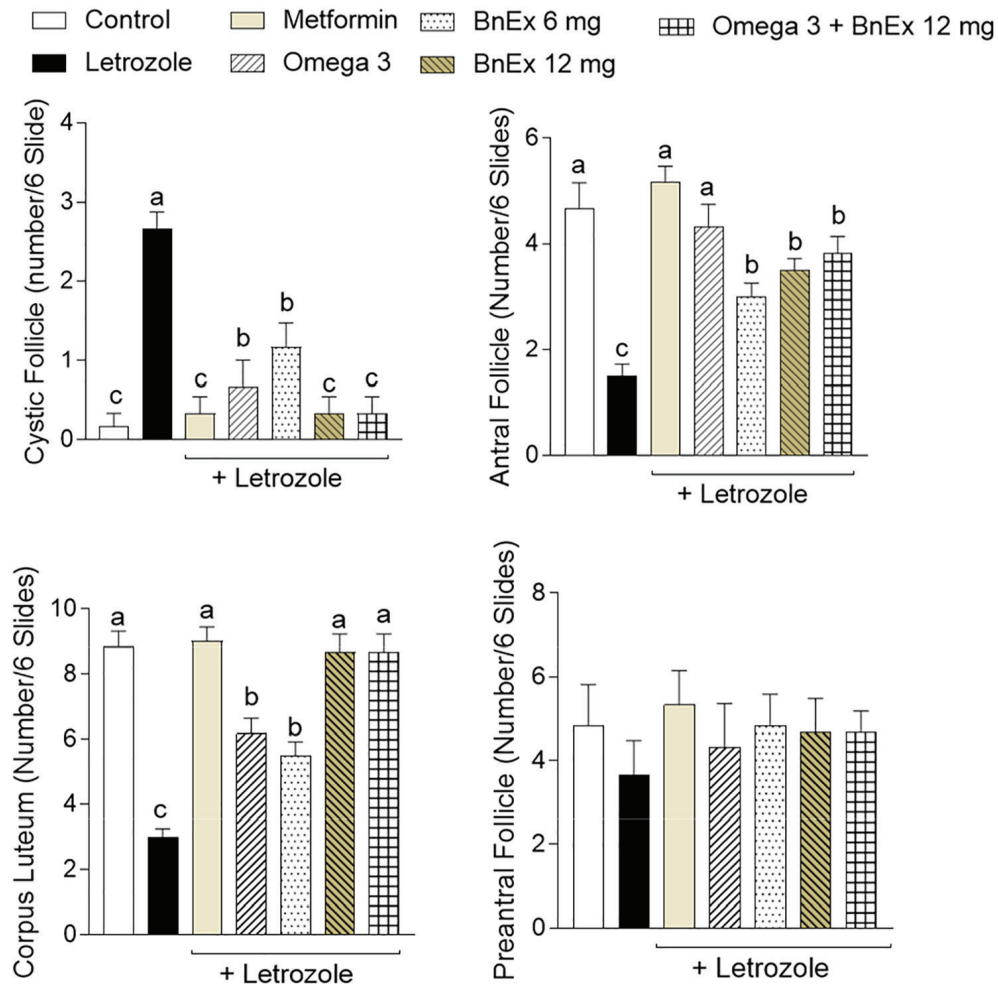 Control
Metformin
BnEx 6 mg
Omega 3 + BnEx 12 mg
Letrozole
Omega 3
BnEx 12 mg
Cystic Follicle (number/6 Slide)
4
3
2
1
0
c
a
c
b
b
c
c
+ Letrozole
Antral Follicle (Number/6 Slides)
6
4
2
0
a
c
a
a
b
b
b
+ Letrozole
Corpus Luteum (Number/6 Slides)
10
8
6
4
2
0
a
c
a
b
b
a
a
+ Letrozole
Preantral Follicle (Number/6 Slides)
8
6
4
2
0
+ Letrozole